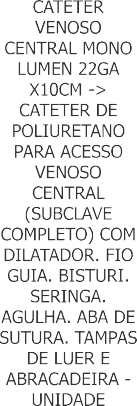 CATETER
VENOSO
CENTRAL MONO
LUMEN 22GA
X10CM ->
CATETER DE
POLIURETANO
PARA ACESSO
VENOSO
CENTRAL
(SUBCLAVE
COMPLETO) COM
DILATADOR. FIO
GUIA. BISTURI.
SERINGA.
AGULHA. ABA DE
SUTURA. TAMPAS
DE LUER E
ABRACADEIRA -
UNIDADE